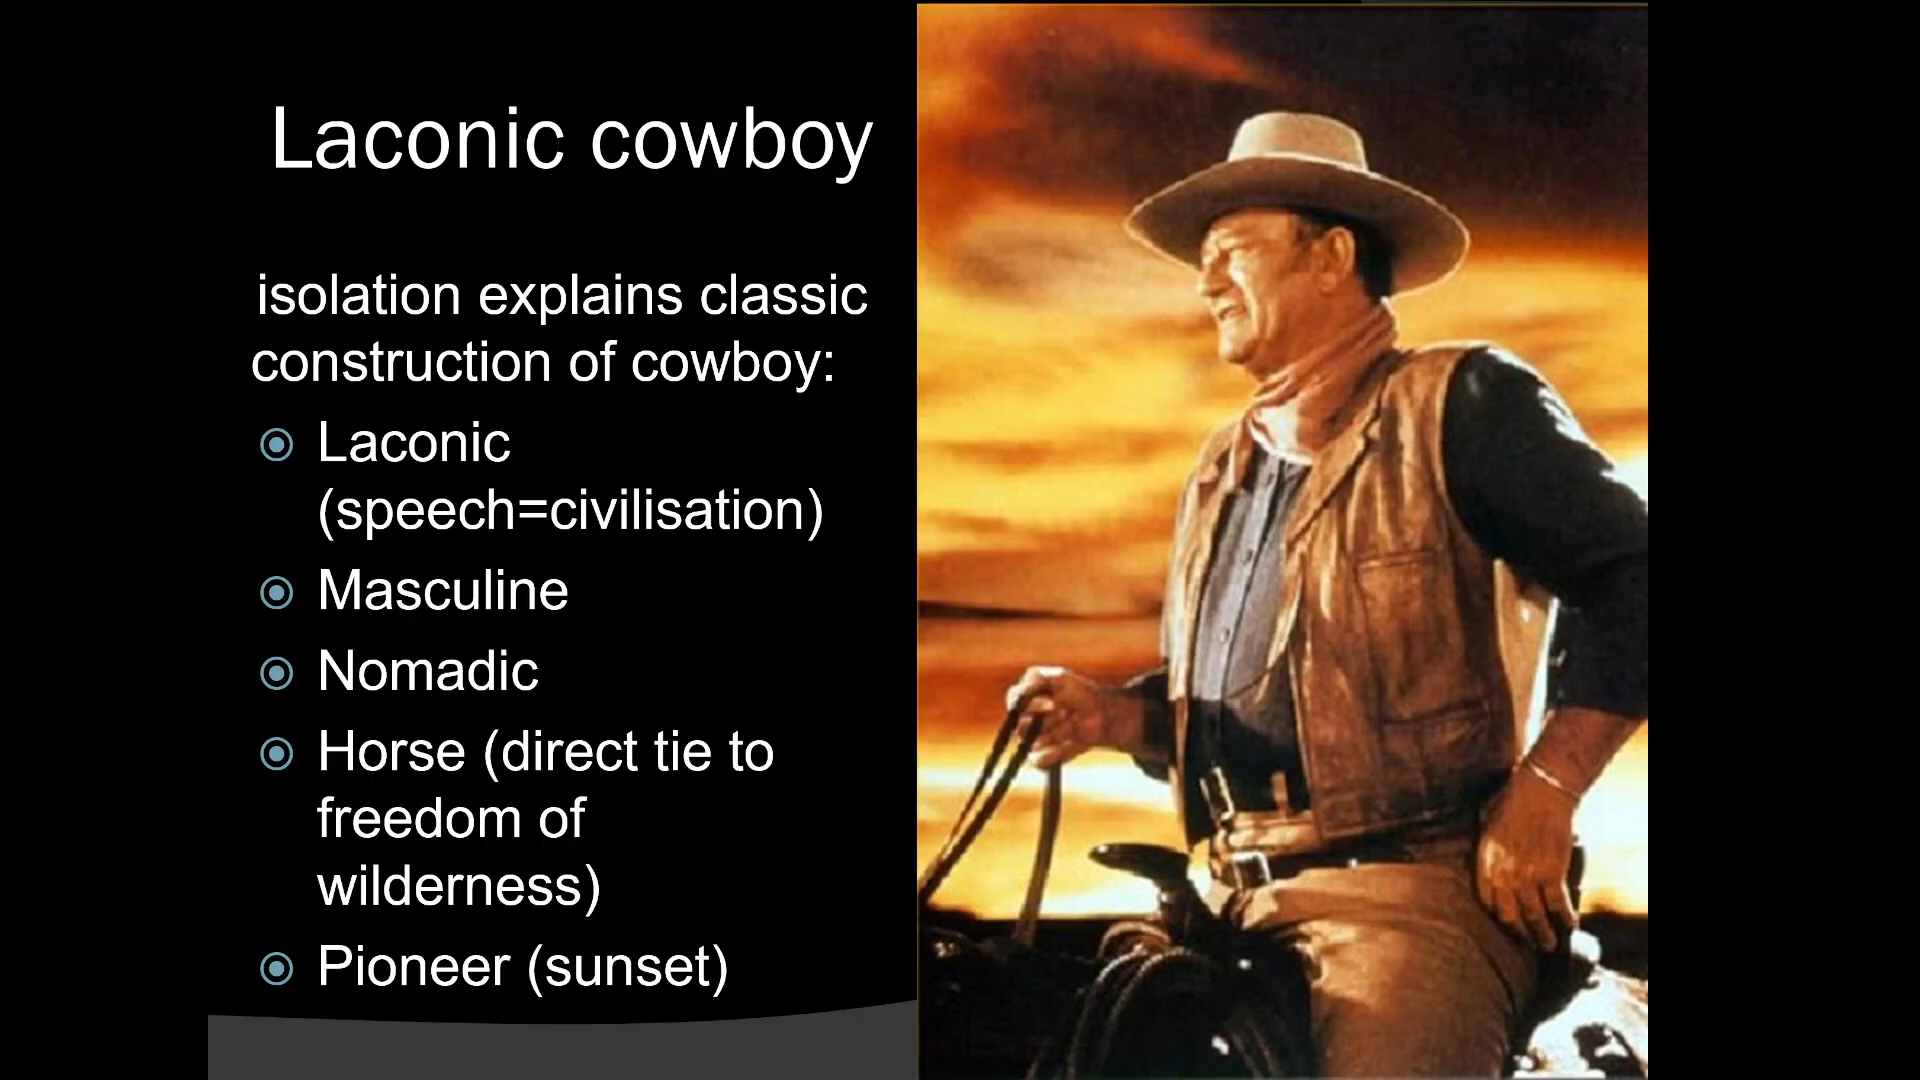 Laconic cowboy
isolation explains classic
construction of cowboy:
Laconic
(speech=civilisation)
Masculine
Nomadic
Horse (direct tie to
freedom of
wilderness)
Pioneer (sunset)